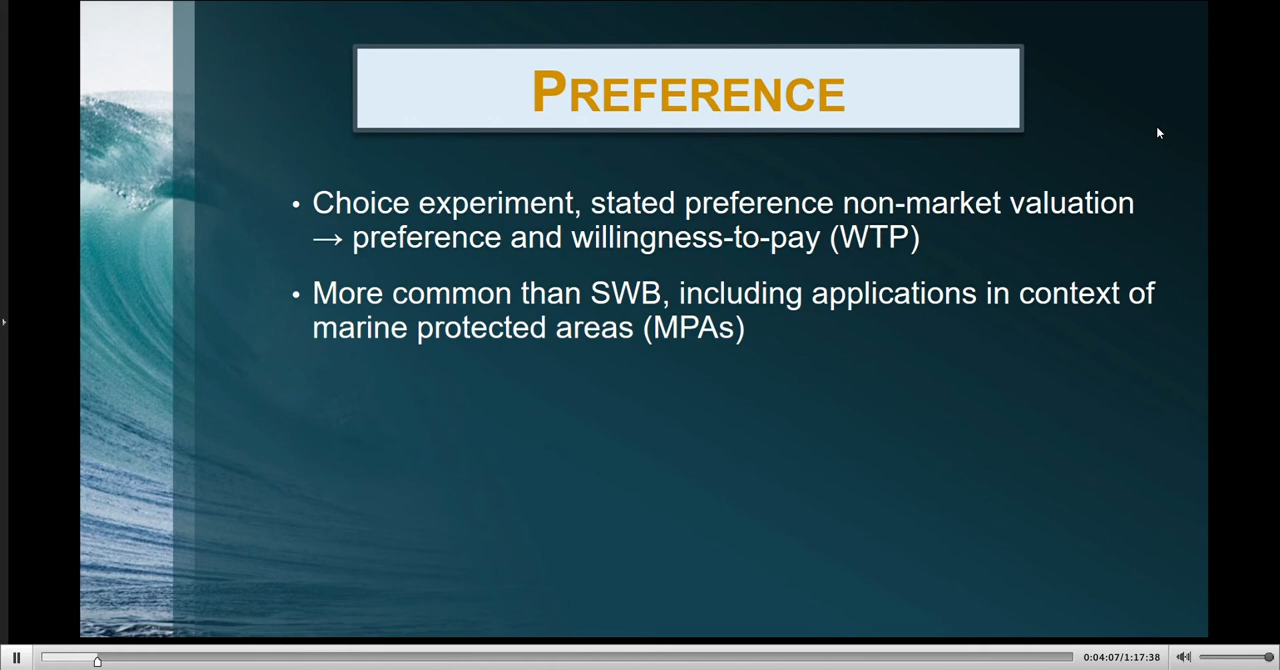 PREFERENCE
• Choice experiment, stated preference non-market valuation
→ preference and willingness-to-pay (WTP)
• More common than SWB, including applications in context of
marine protected areas (MPAs)
0:04:07/1:17:38